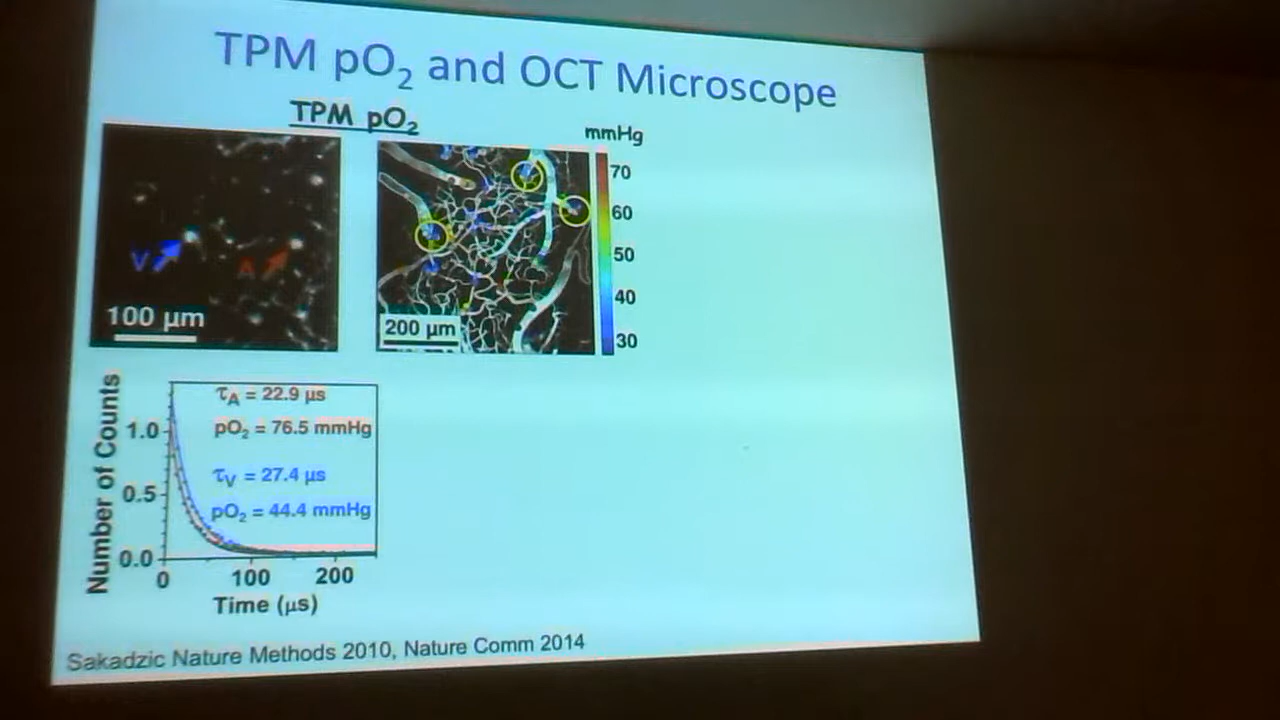 TPM pO₂ and OCT Microscope
TPM pO₂
mmHg
V
A
100 µm
200 µm
70
60
50
40
30
Number of Counts
1.0
0.5
0.0
τA = 22.9 µs
pO₂ = 76.5 mmHg
τV = 27.4 µs
pO₂ = 44.4 mmHg
0
100
200
Time (µs)
Sakadzic Nature Methods 2010, Nature Comm 2014